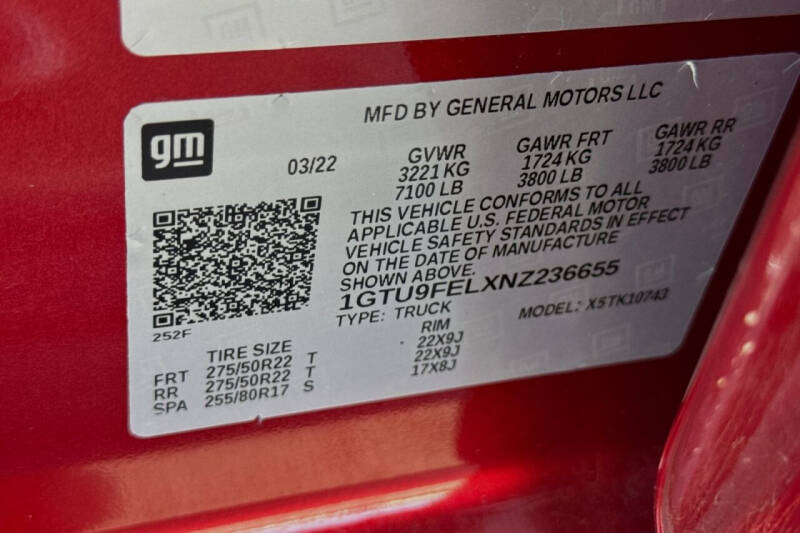 MFD BY GENERAL MOTORS LLC
gm
03/22
GVWR GAWR FRT GAWR RR
3221 KG 1724 KG 1724 KG
7100 LB 3800 LB 3800 LB
THIS VEHICLE CONFORMS TO ALL
APPLICABLE U.S. FEDERAL MOTOR
VEHICLE SAFETY STANDARDS IN EFFECT
ON THE DATE OF MANUFACTURE
SHOWN ABOVE.
1GTU9FELXNZ236655
TYPE: TRUCK MODEL: X5TK10743
252F
TIRE SIZE RIM
FRT 275/50R22 T 22X9J
RR 275/50R22 T 22X9J
SPA 255/80R17 S 17X8J